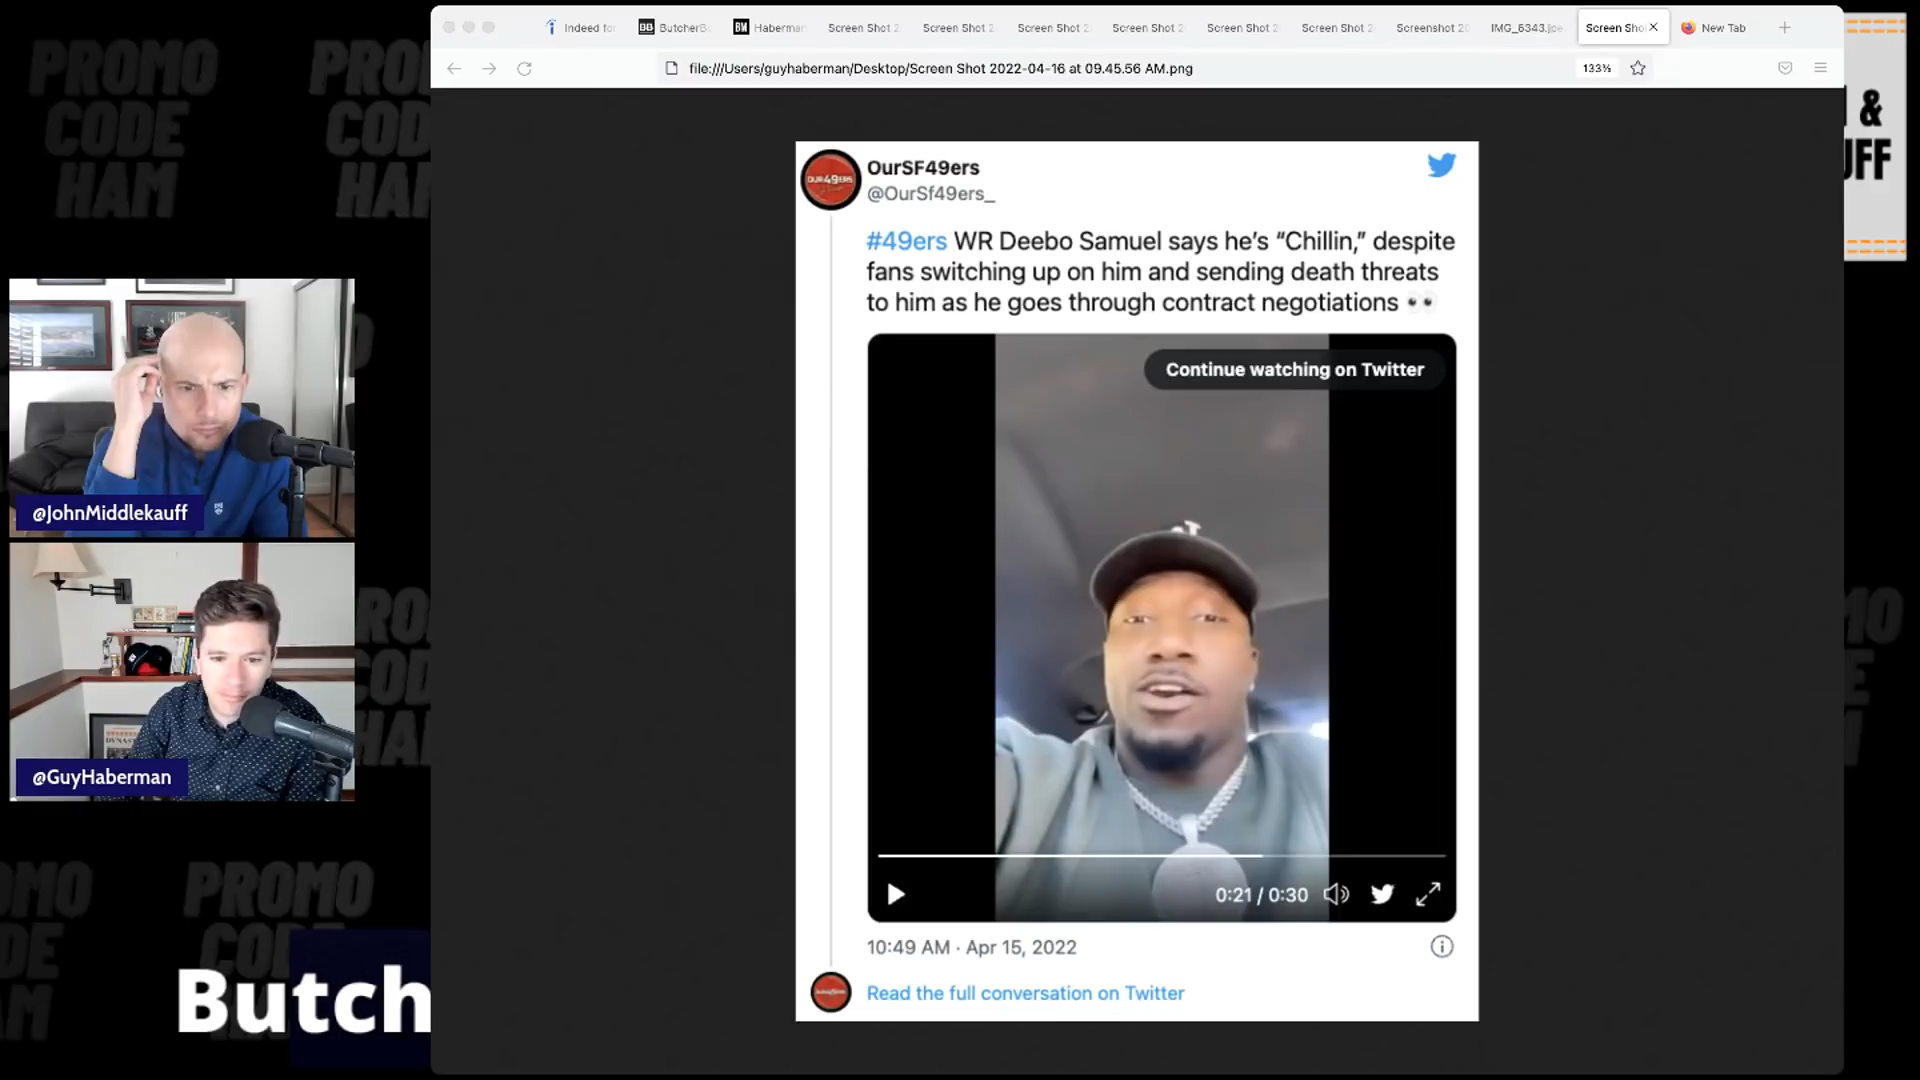 PROMO
CODE
HAM
Indeed for
ButcherB
Haberman
Screen Shot 2
Screen Shot 2
Screen Shot 2
Screen Shot 2
Screen Shot 2
Screen Shot 2
Screenshot 20
IMG_6343.jpe
Screen Sho
New Tab
file:///Users/guyhaberman/Desktop/Screen Shot 2022-04-16 at 09.45.56 AM.png
133%
&
UFF
@JohnMiddlekauff
@GuyHaberman
OurSF49ers
@OurSf49ers_
#49ers WR Deebo Samuel says he's “Chillin,” despite
fans switching up on him and sending death threats
to him as he goes through contract negotiations 👀
Continue watching on Twitter
0:21 / 0:30
10:49 AM · Apr 15, 2022
Read the full conversation on Twitter
PROMO
Butch